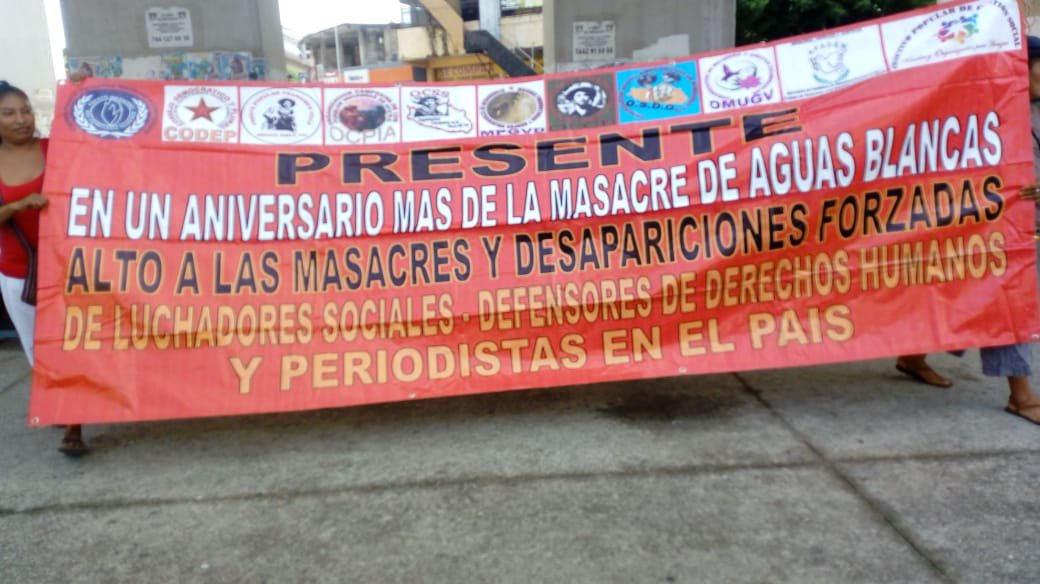 CODEP
OCPIA
OCSS
O.S.D.G.
OMUGV
PRESENTE
EN UN ANIVERSARIO MAS DE LA MASACRE DE AGUAS BLANCAS
ALTO A LAS MASACRES Y DESAPARICIONES FORZADAS
DE LUCHADORES SOCIALES - DEFENSORES DE DERECHOS HUMANOS
Y PERIODISTAS EN EL PAIS